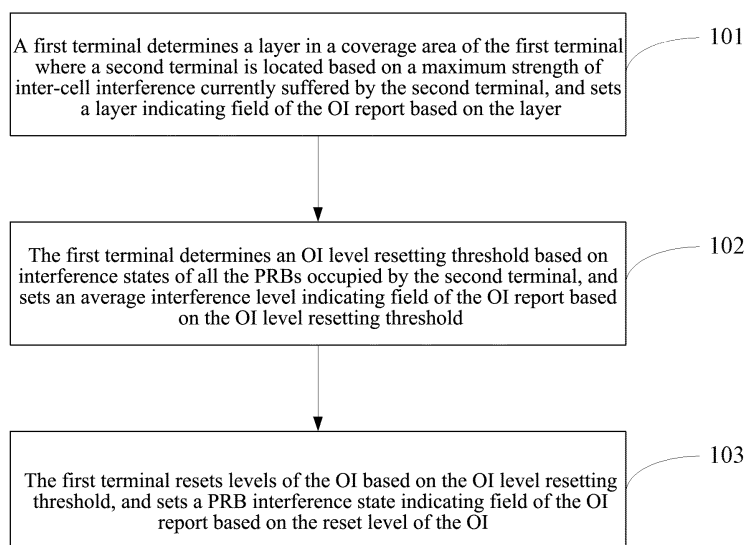 A first terminal determines a layer in a coverage area of the first terminal
where a second terminal is located based on a maximum strength of
inter-cell interference currently suffered by the second terminal, and sets
a layer indicating field of the OI report based on the layer
101
The first terminal determines an OI level resetting threshold based on
interference states of all the PRBs occupied by the second terminal, and
sets an average interference level indicating field of the OI report based
on the OI level resetting threshold
102
The first terminal resets levels of the OI based on the OI level resetting
threshold, and sets a PRB interference state indicating field of the OI
report based on the reset level of the OI
103